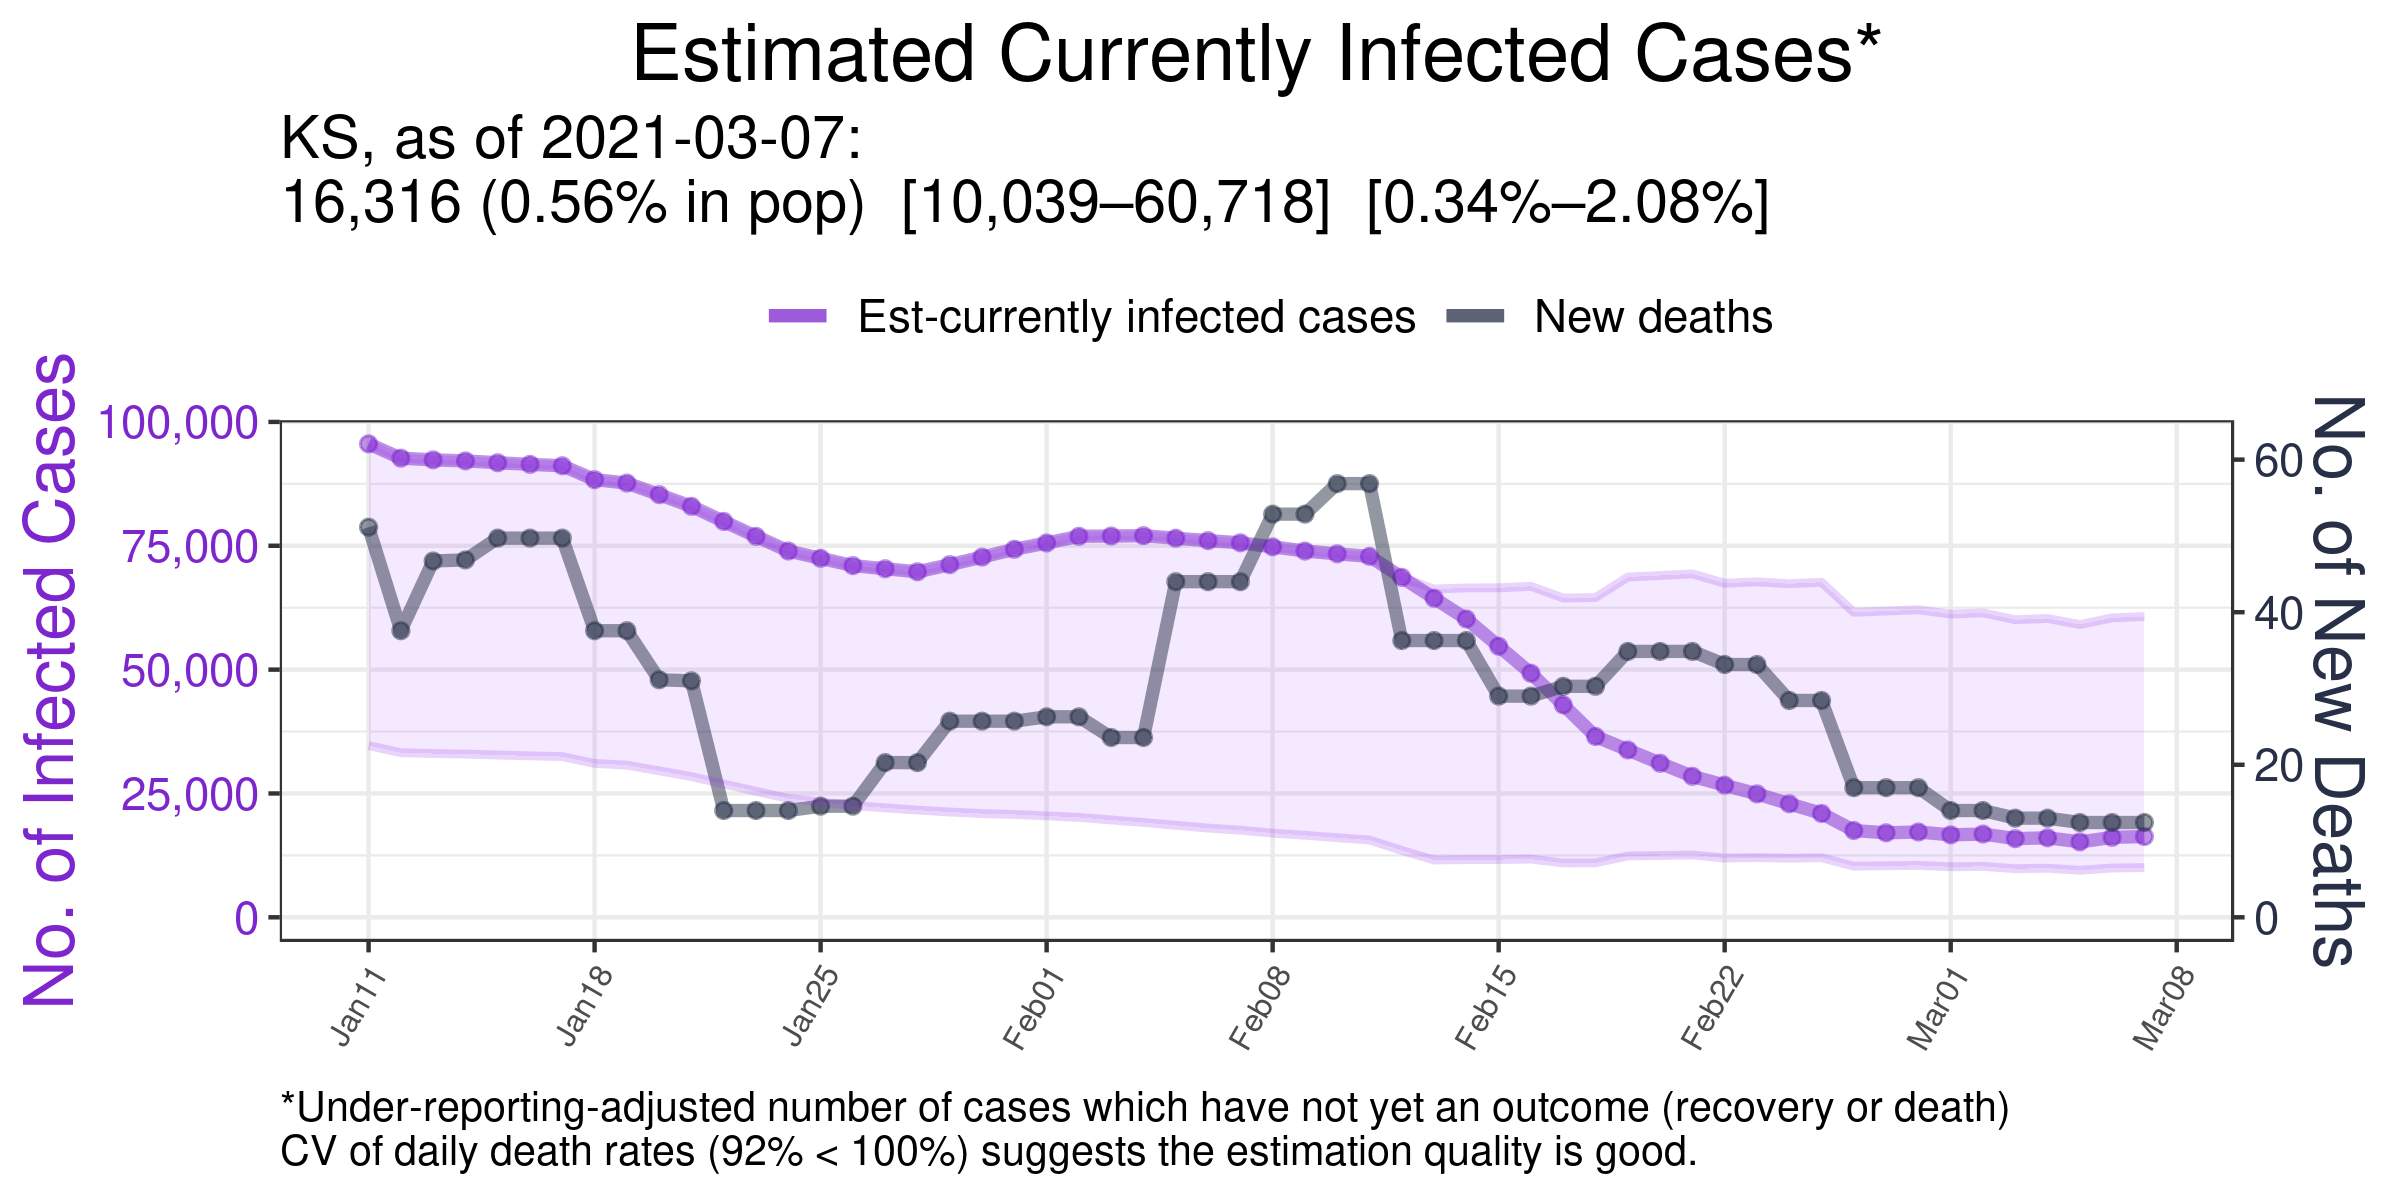 Estimated Currently Infected Cases*
KS, as of 2021-03-07:
16,316 (0.56% in pop)  [10,039–60,718]  [0.34%–2.08%]
Est-currently infected cases
New deaths
No. of Infected Cases
100,000
75,000
50,000
25,000
0
60
40
20
0
No. of New Deaths
Jan11
Jan18
Jan25
Feb01
Feb08
Feb15
Feb22
Mar01
Mar08
*Under-reporting-adjusted number of cases which have not yet an outcome (recovery or death)
CV of daily death rates (92% < 100%) suggests the estimation quality is good.